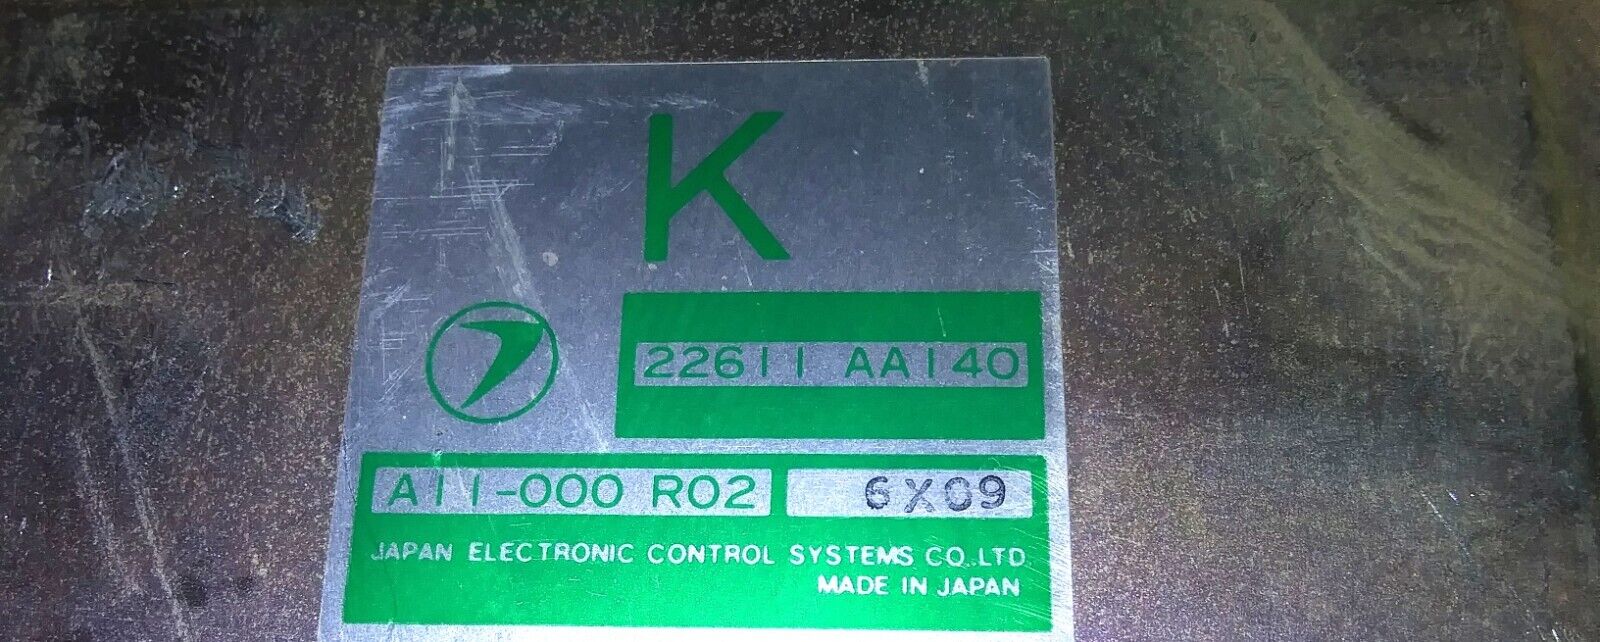 K
22611 AA140
A11-000 R02 6X09
JAPAN ELECTRONIC CONTROL SYSTEMS CO.,LTD.
MADE IN JAPAN